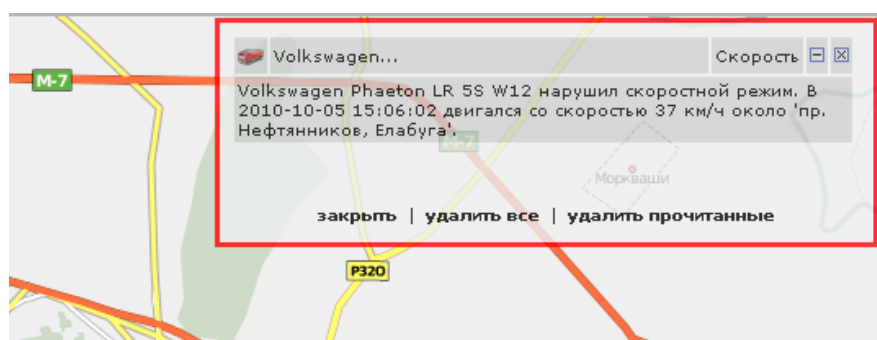 Volkswagen... Скорость
М-7
Volkswagen Phaeton LR 5S W12 нарушил скоростной режим. В
2010-10-05 15:06:02 двигался со скоростью 37 км/ч около 'пр.
Нефтянников, Елабуга'.
М-7
Моркваши
закрыть | удалить все | удалить прочитанные
Р320